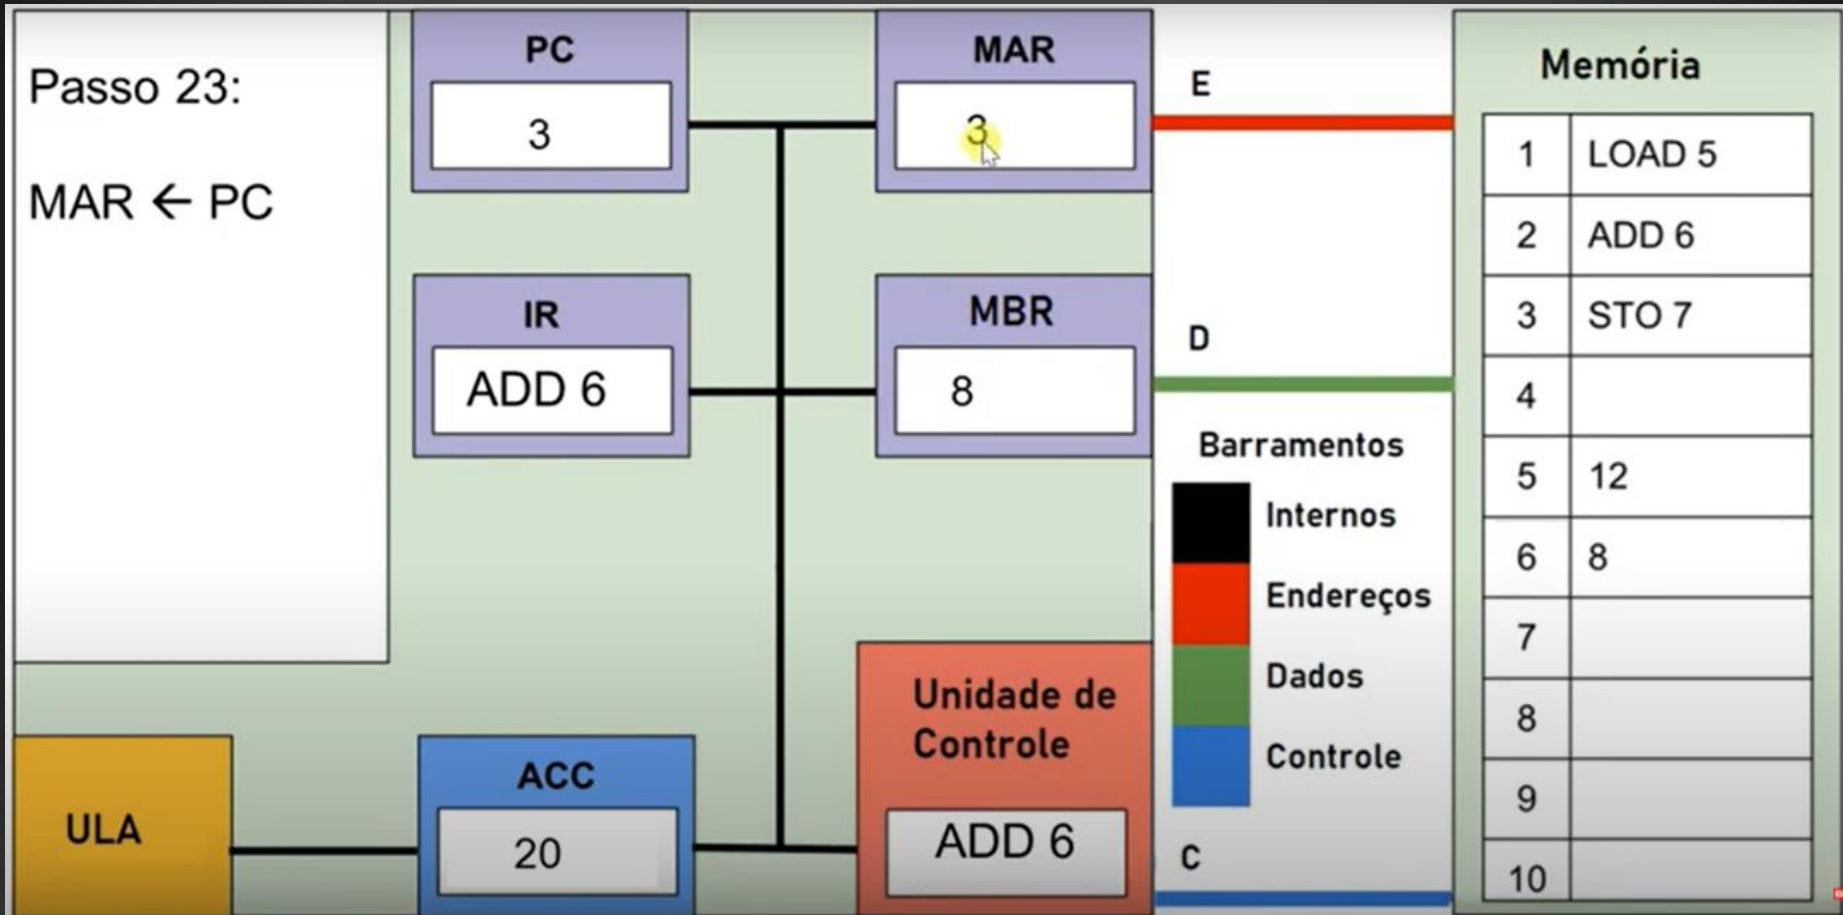 Passo 23:
MAR ← PC
PC
3
MAR
3
IR
ADD 6
MBR
8
ULA
ACC
20
Unidade de
Controle
ADD 6
E
D
Barramentos
Internos
Endereços
Dados
Controle
C
Memória
1 LOAD 5
2 ADD 6
3 STO 7
4
5 12
6 8
7
8
9
10